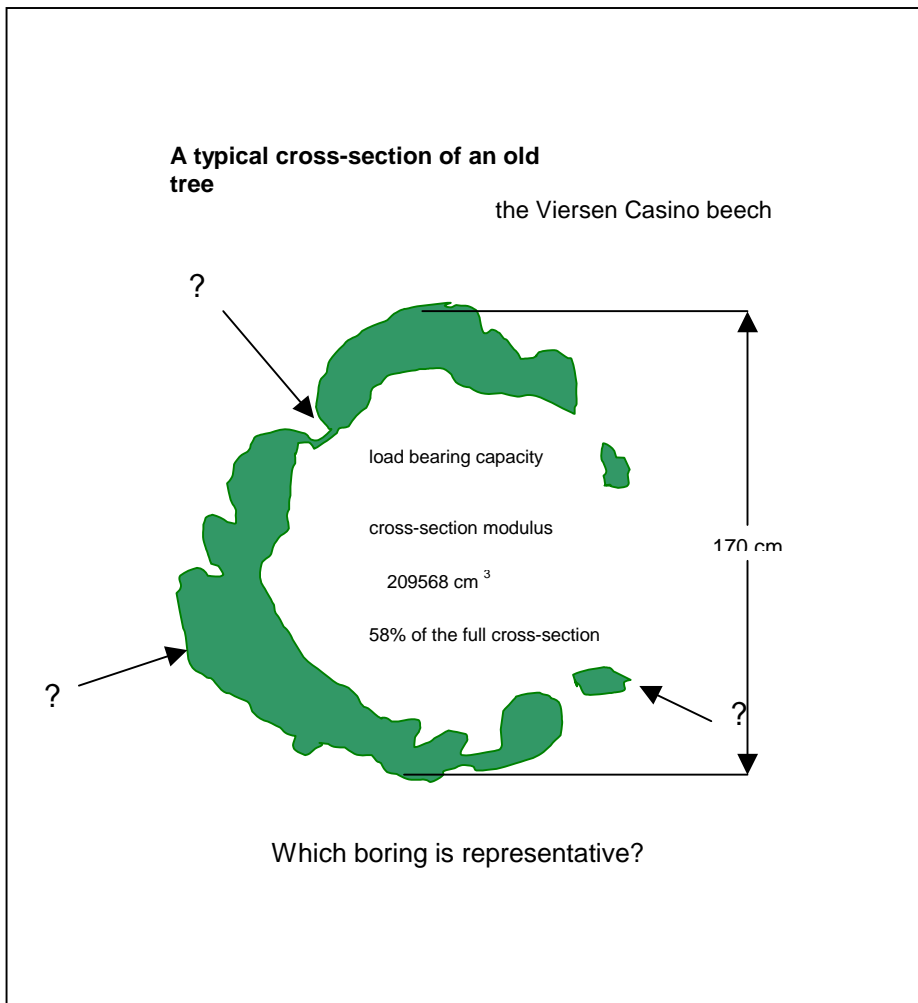 A typical cross-section of an old
tree
the Viersen Casino beech
?
load bearing capacity
cross-section modulus
170 cm
209568 cm ³
58% of the full cross-section
?
?
Which boring is representative?